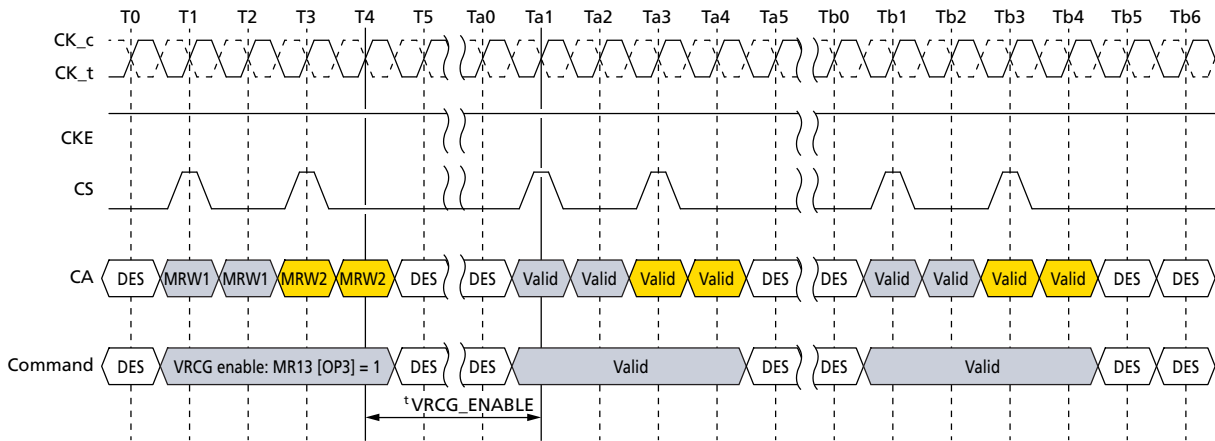 T0 T1 T2 T3 T4 T5 Ta0 Ta1 Ta2 Ta3 Ta4 Ta5 Tb0 Tb1 Tb2 Tb3 Tb4 Tb5 Tb6
CK_c
CK_t
CKE
CS
CA DES MRW1 MRW1 MRW2 MRW2 DES DES Valid Valid Valid Valid DES DES Valid Valid Valid Valid DES DES
Command DES VRCG enable: MR13 [OP3] = 1 DES DES Valid DES DES Valid DES DES
tVRCG_ENABLE